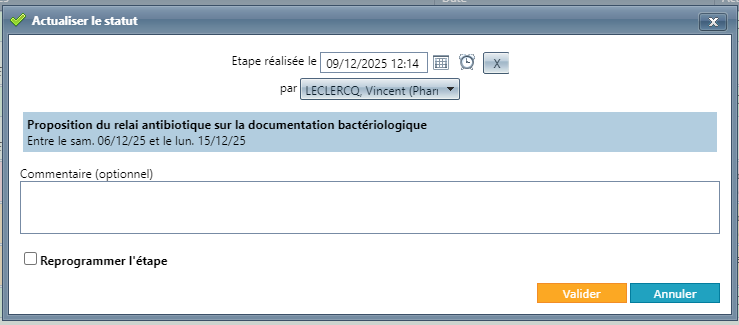 Actualiser le statut
X
Etape réalisée le 09/12/2025 12:14 X
par LECLERCQ, Vincent (Phar
Proposition du relai antibiotique sur la documentation bactériologique
Entre le sam. 06/12/25 et le lun. 15/12/25
Commentaire (optionnel)
Reprogrammer l'étape
Valider Annuler